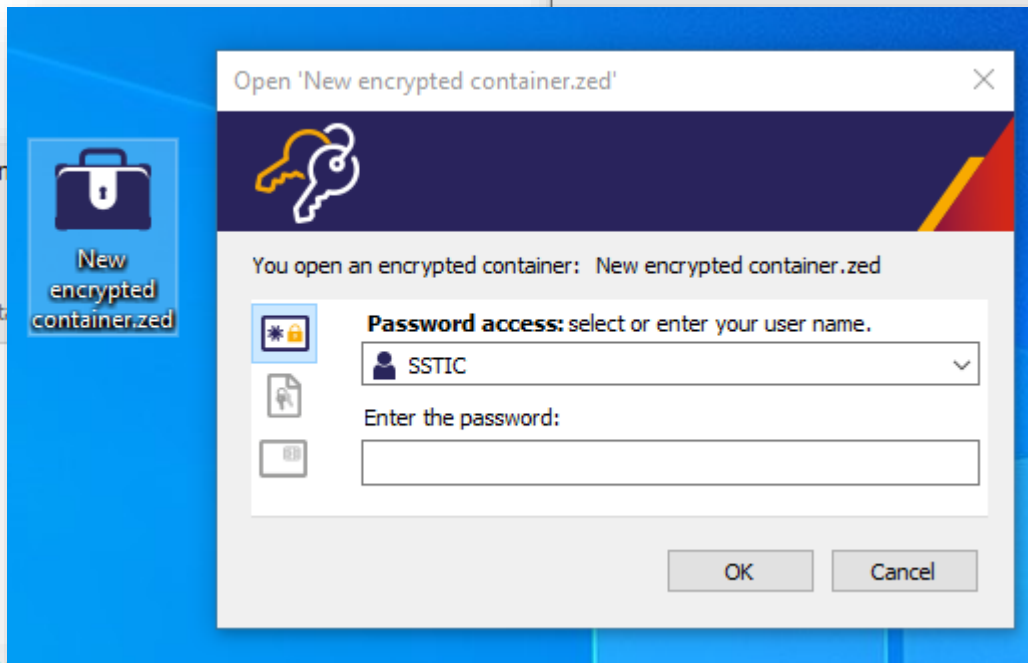 Open 'New encrypted container.zed'
New
encrypted
container.zed
You open an encrypted container: New encrypted container.zed
Password access: select or enter your user name.
SSTIC
Enter the password:
OK
Cancel